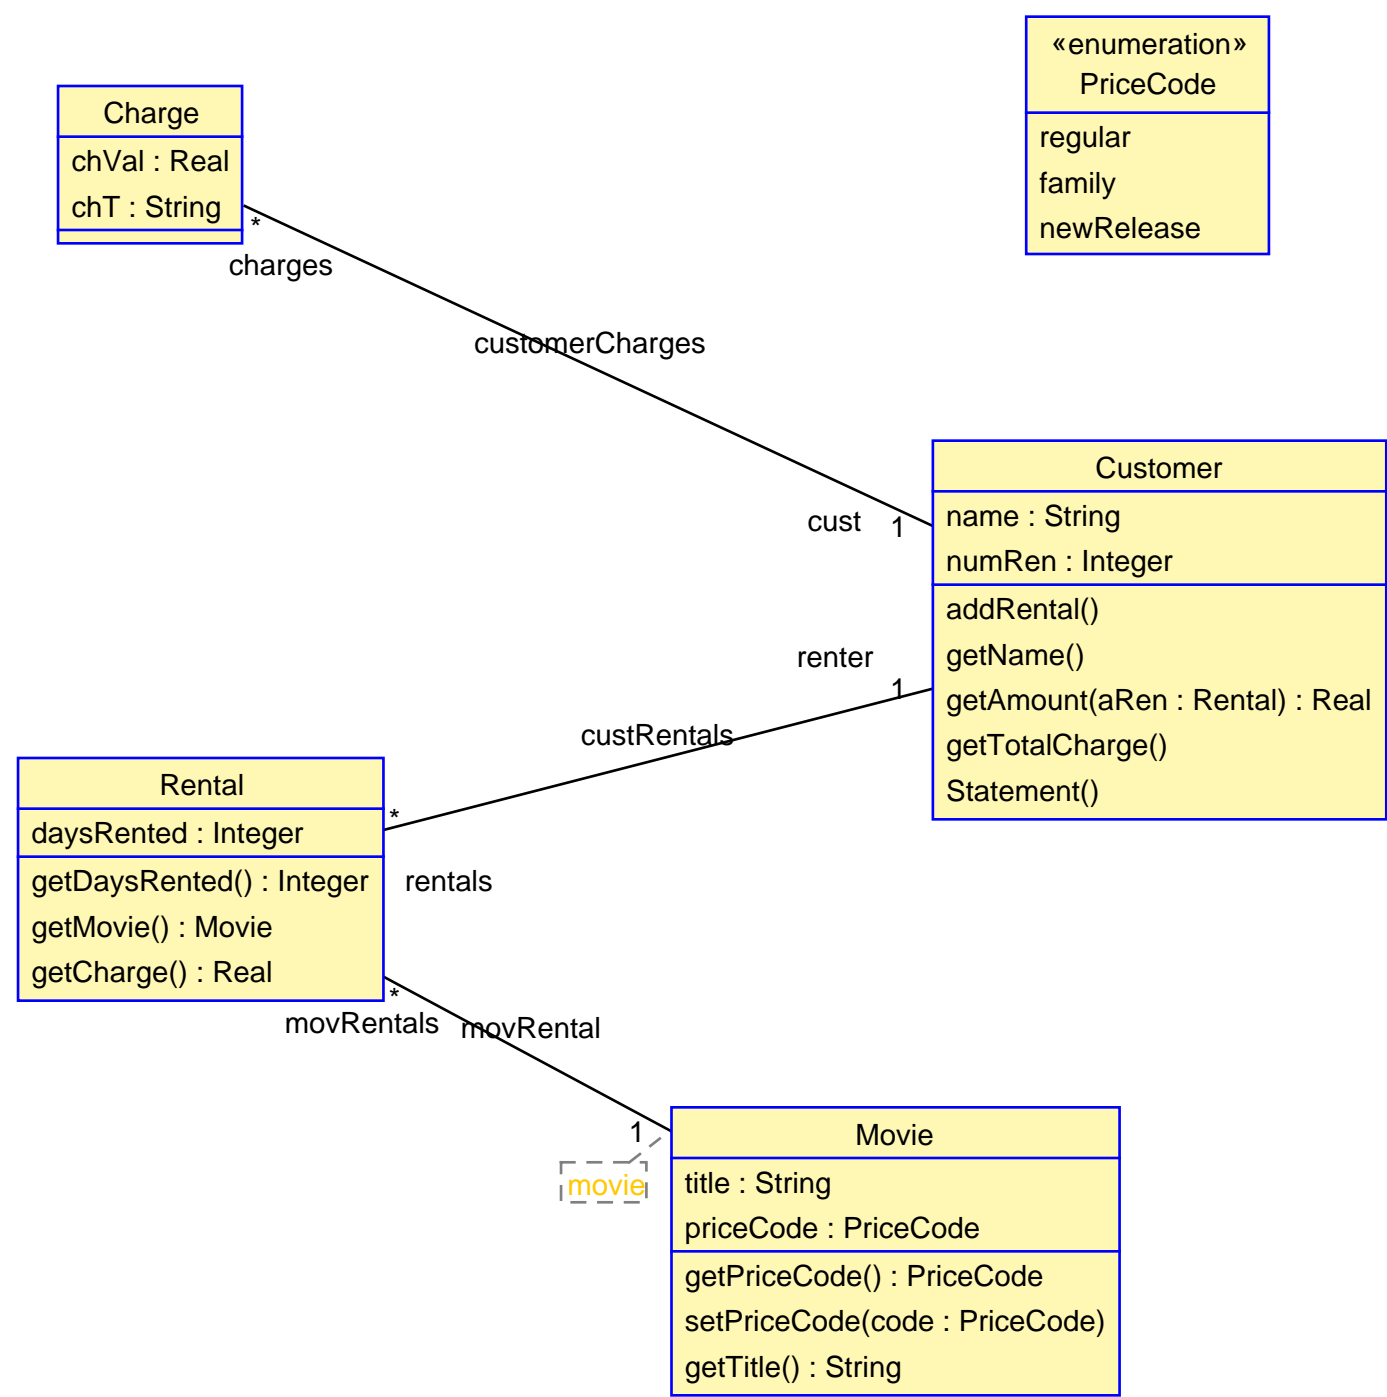 «enumeration»
PriceCode
regular
family
newRelease
Charge
chVal : Real
chT : String
*
charges
customerCharges
cust
1
Customer
name : String
numRen : Integer
addRental()
getName()
getAmount(aRen : Rental) : Real
getTotalCharge()
Statement()
renter
1
custRentals
*
rentals
Rental
daysRented : Integer
getDaysRented() : Integer
getMovie() : Movie
getCharge() : Real
*
movRentals
movRental
1
movie
Movie
title : String
priceCode : PriceCode
getPriceCode() : PriceCode
setPriceCode(code : PriceCode)
getTitle() : String